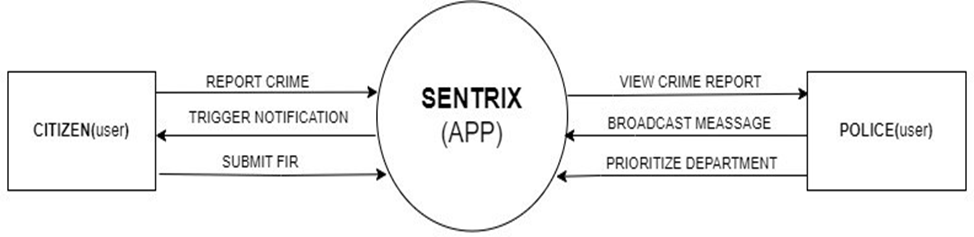 REPORT CRIME
TRIGGER NOTIFICATION
SUBMIT FIR
CITIZEN(user)
SENTRIX
(APP)
VIEW CRIME REPORT
BROADCAST MEASSAGE
PRIORITIZE DEPARTMENT
POLICE(user)